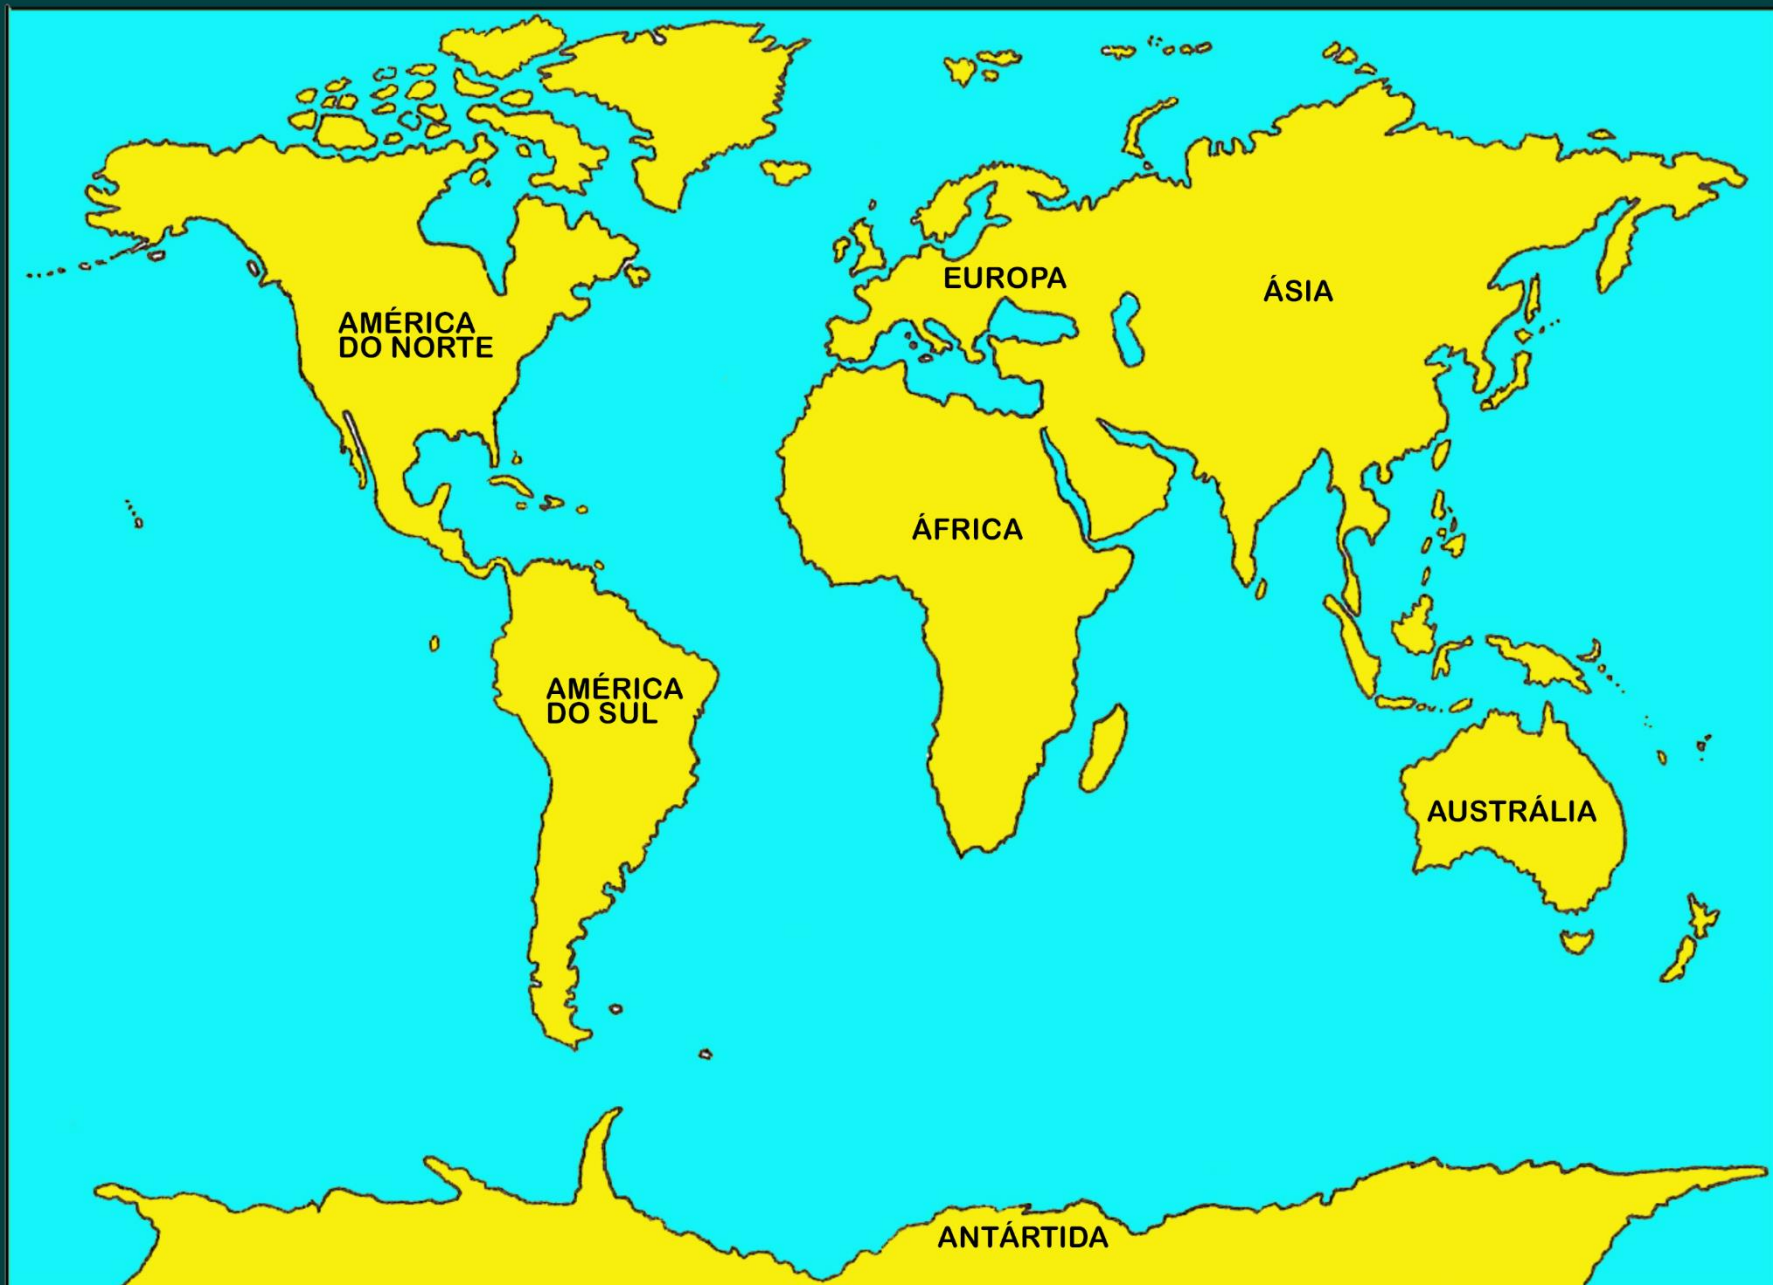 EUROPA
ÁSIA
AMÉRICA
DO NORTE
ÁFRICA
AMÉRICA
DO SUL
AUSTRÁLIA
ANTÁRTIDA